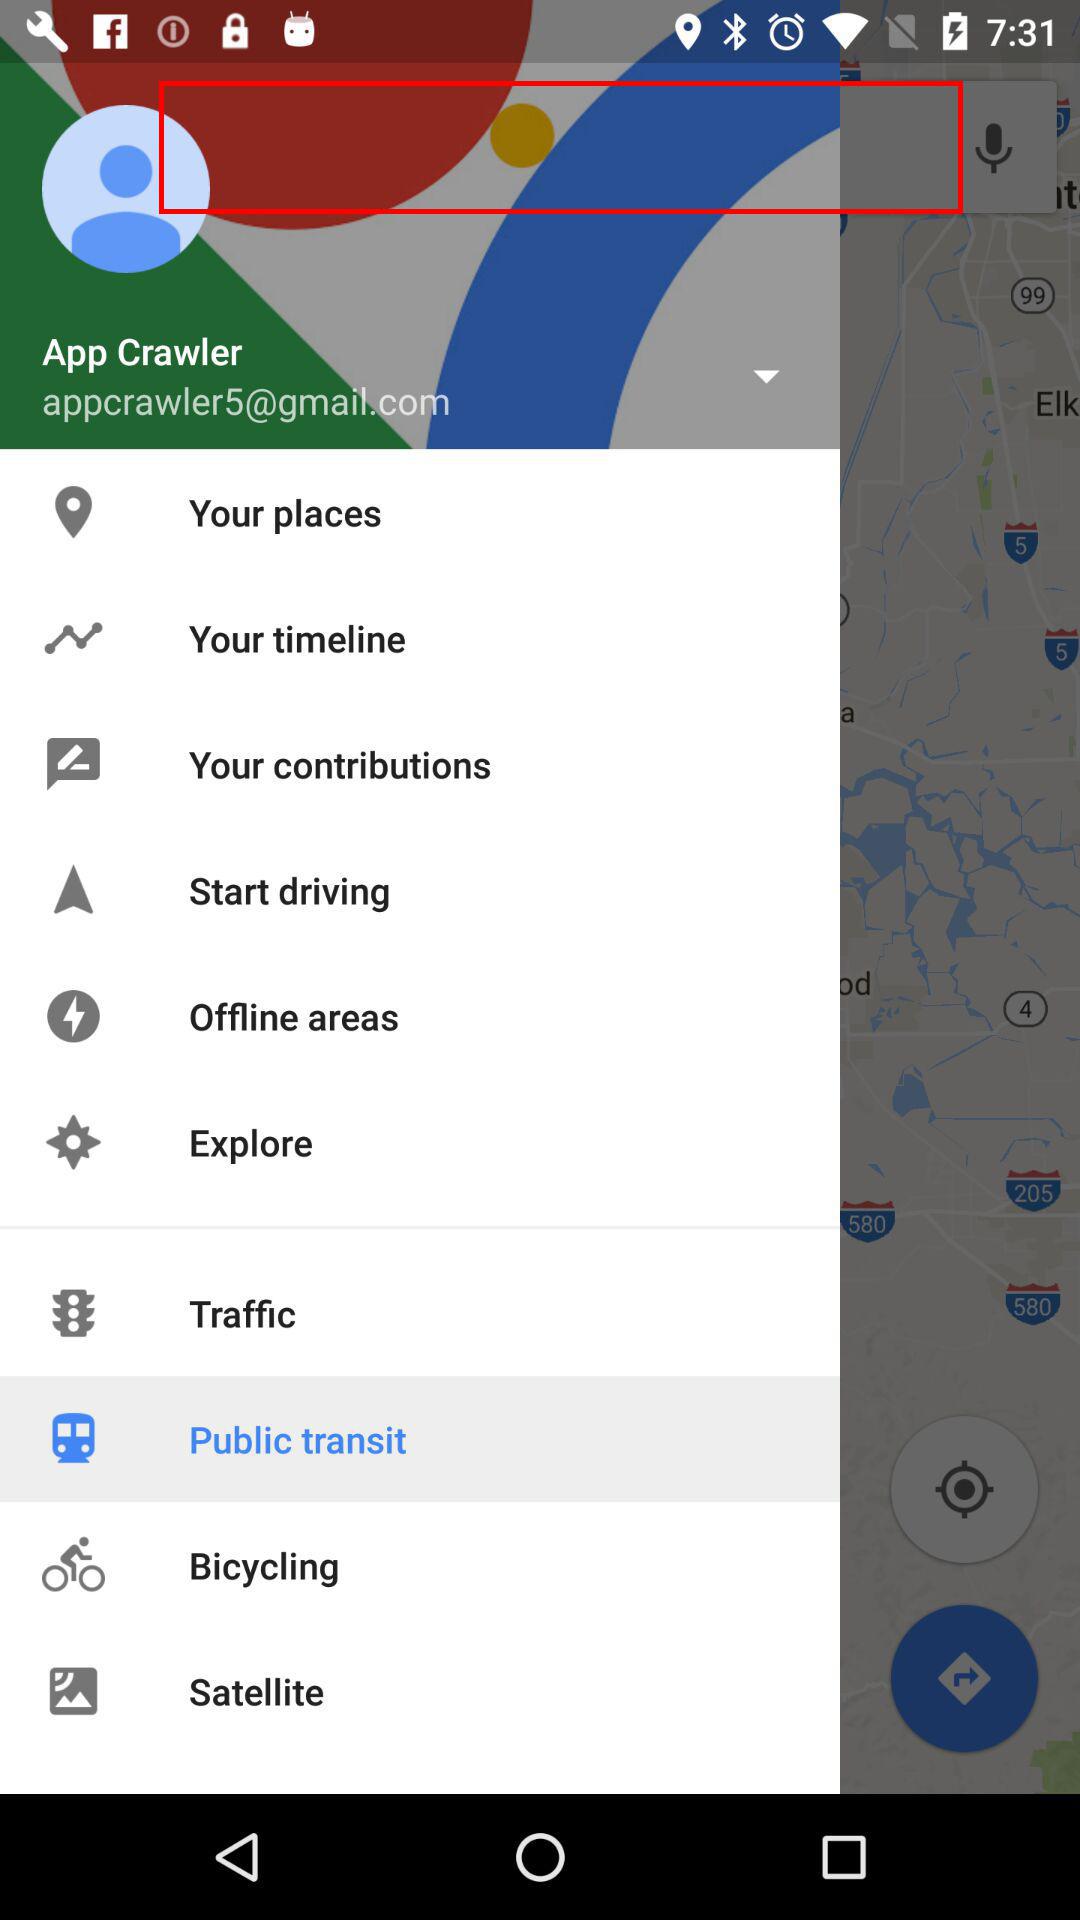 7:31
App Crawler
appcrawler5@gmail.com
99
Elk
Your places
5
Your timeline
5
a
Your contributions
Start driving
od
4
Offline areas
Explore
205
580
Traffic
580
Public transit
Bicycling
Satellite